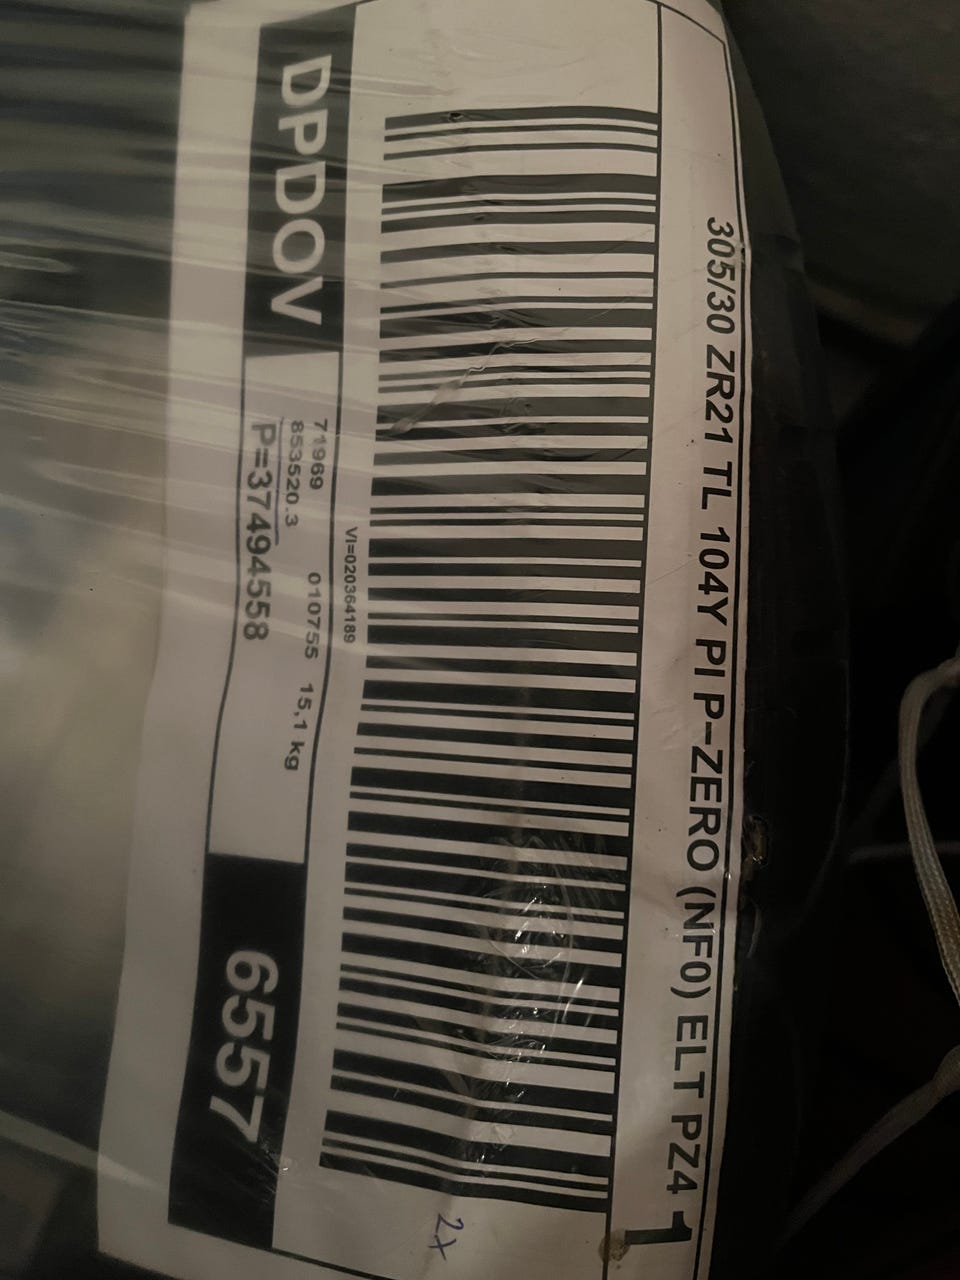 305/30 ZR21 TL 104Y PI P-ZERO (NF0) ELT PZ4 1
2x
VI=020364189
DPDOV
71969 010755 15,1 kg
853520.3
P=37494558
6557